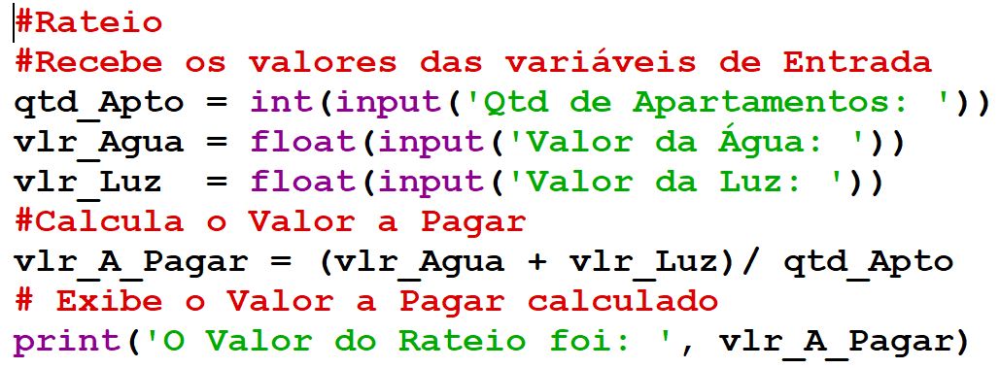 #Rateio
#Recebe os valores das variáveis de Entrada
qtd_Apto = int(input('Qtd de Apartamentos: '))
vlr_Agua = float(input('Valor da Água: '))
vlr_Luz  = float(input('Valor da Luz: '))
#Calcula o Valor a Pagar
vlr_A_Pagar = (vlr_Agua + vlr_Luz)/ qtd_Apto
# Exibe o Valor a Pagar calculado
print('O Valor do Rateio foi: ', vlr_A_Pagar)